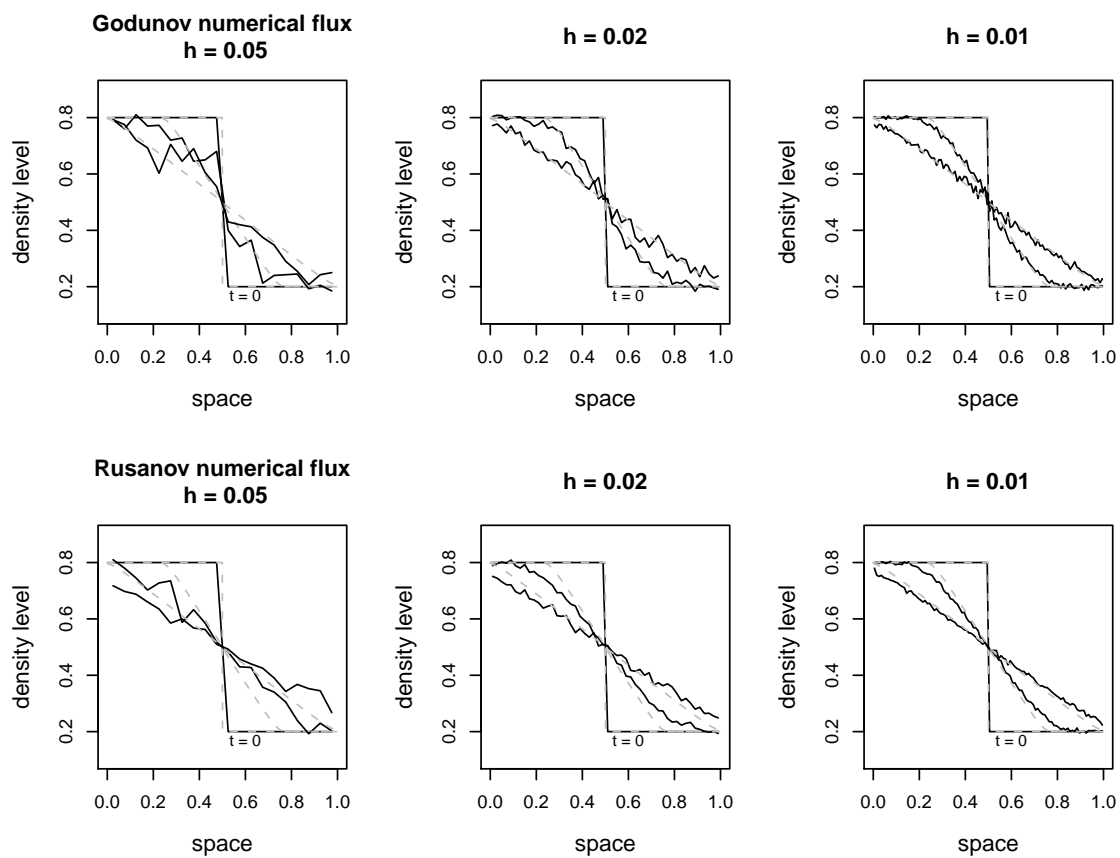 Godunov numerical flux
h = 0.05
h = 0.02
h = 0.01
density level
0.2 0.4 0.6 0.8
t = 0
0.0 0.2 0.4 0.6 0.8 1.0
space
density level
0.2 0.4 0.6 0.8
t = 0
0.0 0.2 0.4 0.6 0.8 1.0
space
density level
0.2 0.4 0.6 0.8
t = 0
0.0 0.2 0.4 0.6 0.8 1.0
space
Rusanov numerical flux
h = 0.05
h = 0.02
h = 0.01
density level
0.2 0.4 0.6 0.8
t = 0
0.0 0.2 0.4 0.6 0.8 1.0
space
density level
0.2 0.4 0.6 0.8
t = 0
0.0 0.2 0.4 0.6 0.8 1.0
space
density level
0.2 0.4 0.6 0.8
t = 0
0.0 0.2 0.4 0.6 0.8 1.0
space